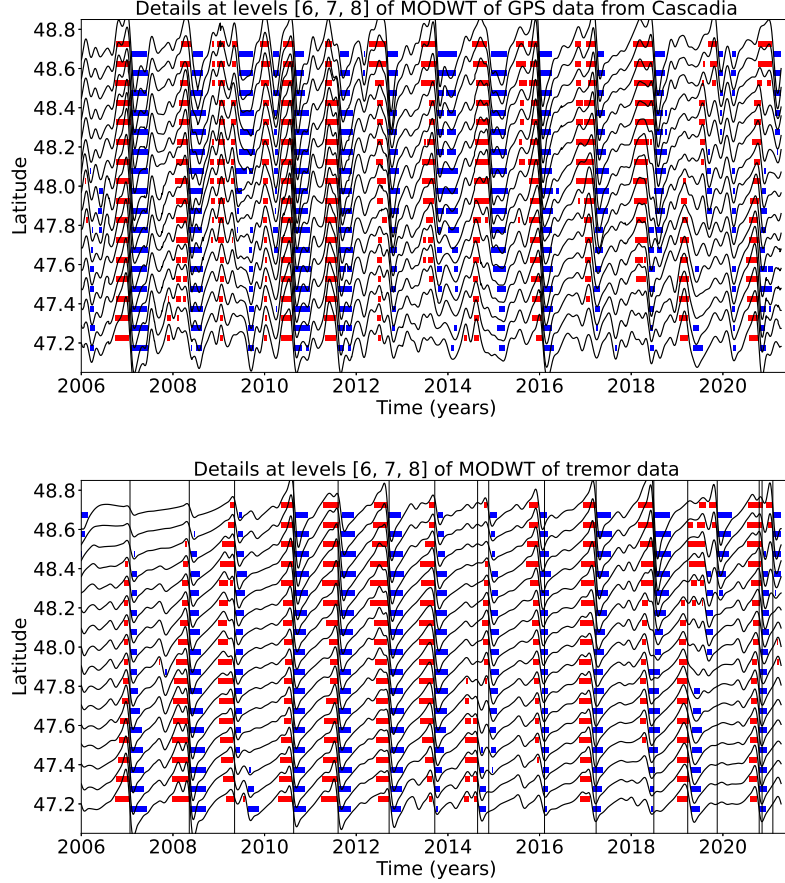 Details at levels [6, 7, 8] of MODWT of GPS data from Cascadia
48.8
48.6
48.4
48.2
48.0
47.8
47.6
47.4
47.2
Latitude
2006 2008 2010 2012 2014 2016 2018 2020
Time (years)
Details at levels [6, 7, 8] of MODWT of tremor data
48.8
48.6
48.4
48.2
48.0
47.8
47.6
47.4
47.2
Latitude
2006 2008 2010 2012 2014 2016 2018 2020
Time (years)